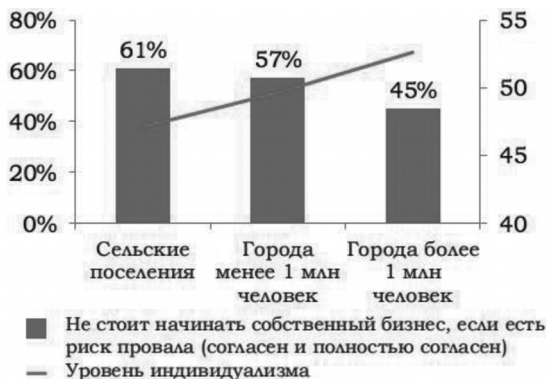 80%
60%
40%
20%
0%
61%
57%
45%
55
50
45
40
Сельские поселения
Города менее 1 млн человек
Города более 1 млн человек
Не стоит начинать собственный бизнес, если есть
риск провала (согласен и полностью согласен)
Уровень индивидуализма